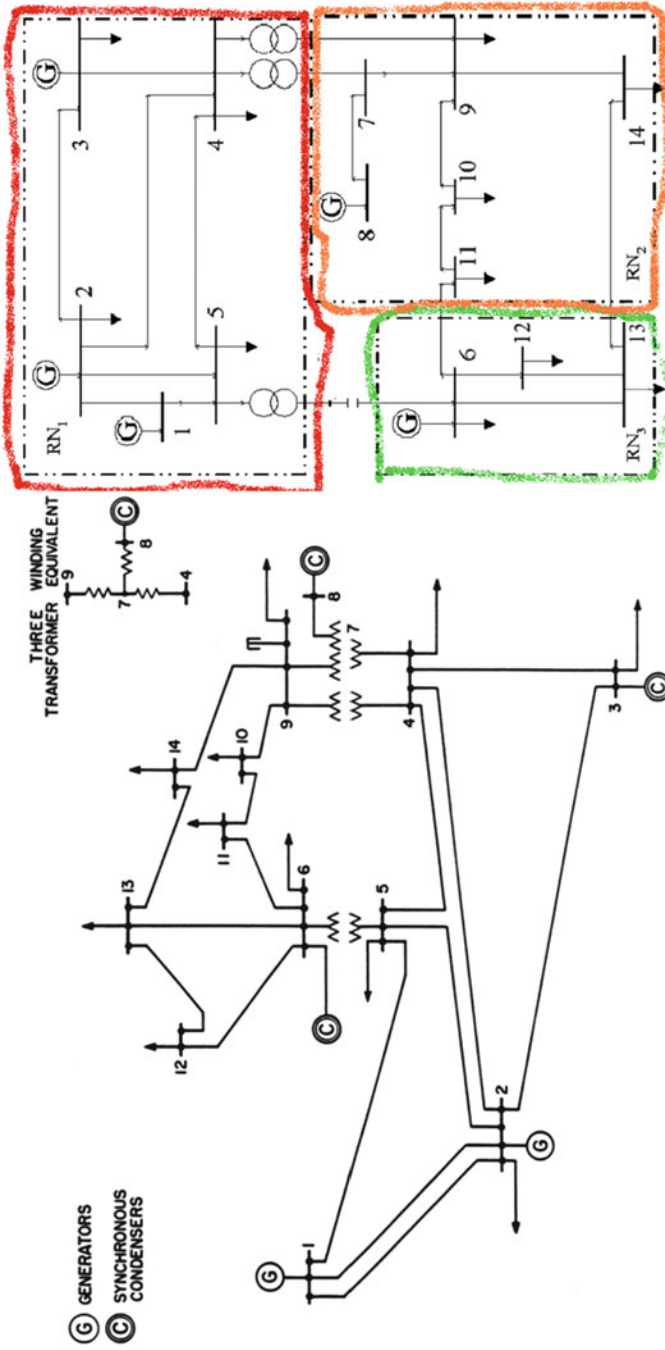 G GENERATORS
C SYNCHRONOUS
CONDENSERS
THREE WINDING
TRANSFORMER EQUIVALENT
9
7
C
8
4
13
14
12
11
10
9
C
8
7
6
C
5
4
G
1
2
G
3
C
RN1
G
G
2
3
G
1
5
4
G
8
7
6
11
10
9
G
12
13
14
RN3
RN2